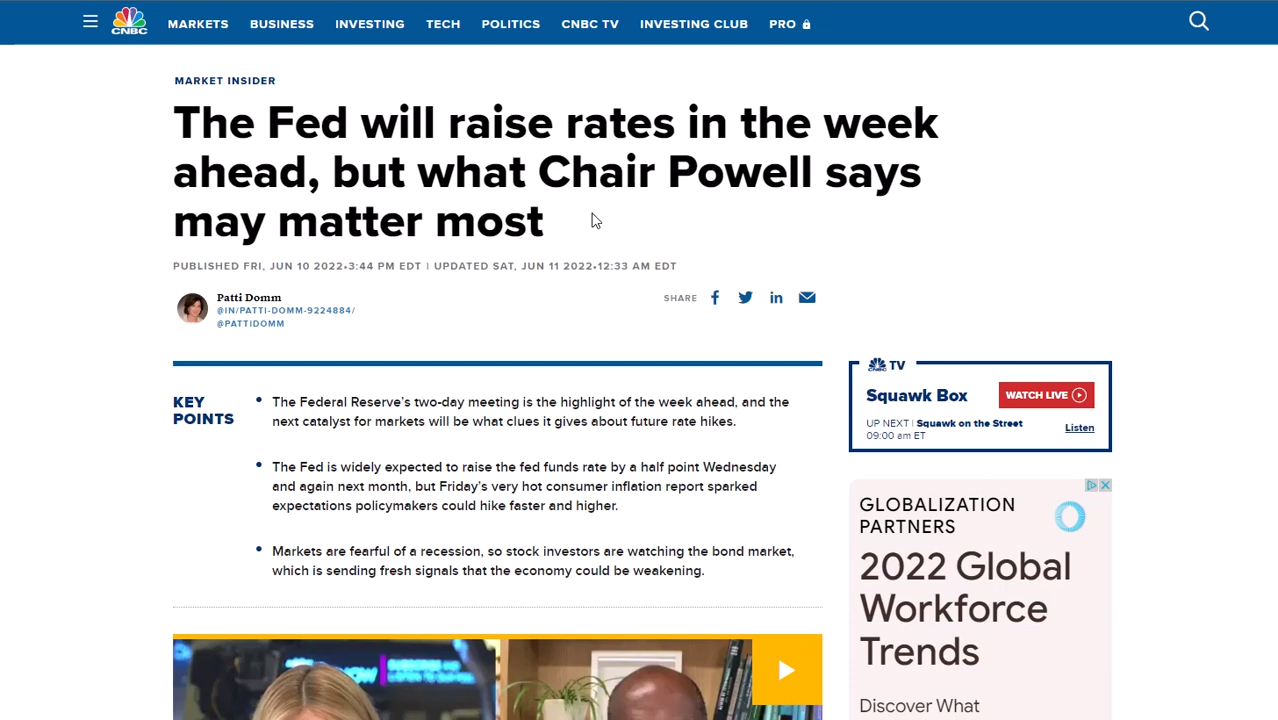 CNBC
MARKETS BUSINESS INVESTING TECH POLITICS CNBC TV INVESTING CLUB PRO
MARKET INSIDER
The Fed will raise rates in the week
ahead, but what Chair Powell says
may matter most
PUBLISHED FRI, JUN 10 2022•3:44 PM EDT | UPDATED SAT, JUN 11 2022•12:33 AM EDT
Patti Domm
@IN/PATTI-DOMM-9224884/
@PATTIDOMM
SHARE
KEY
POINTS
• The Federal Reserve's two-day meeting is the highlight of the week ahead, and the
next catalyst for markets will be what clues it gives about future rate hikes.
• The Fed is widely expected to raise the fed funds rate by a half point Wednesday
and again next month, but Friday's very hot consumer inflation report sparked
expectations policymakers could hike faster and higher.
• Markets are fearful of a recession, so stock investors are watching the bond market,
which is sending fresh signals that the economy could be weakening.
CNBC TV
Squawk Box
WATCH LIVE
UP NEXT | Squawk on the Street
09:00 am ET
Listen
GLOBALIZATION
PARTNERS
2022 Global
Workforce
Trends
Discover What